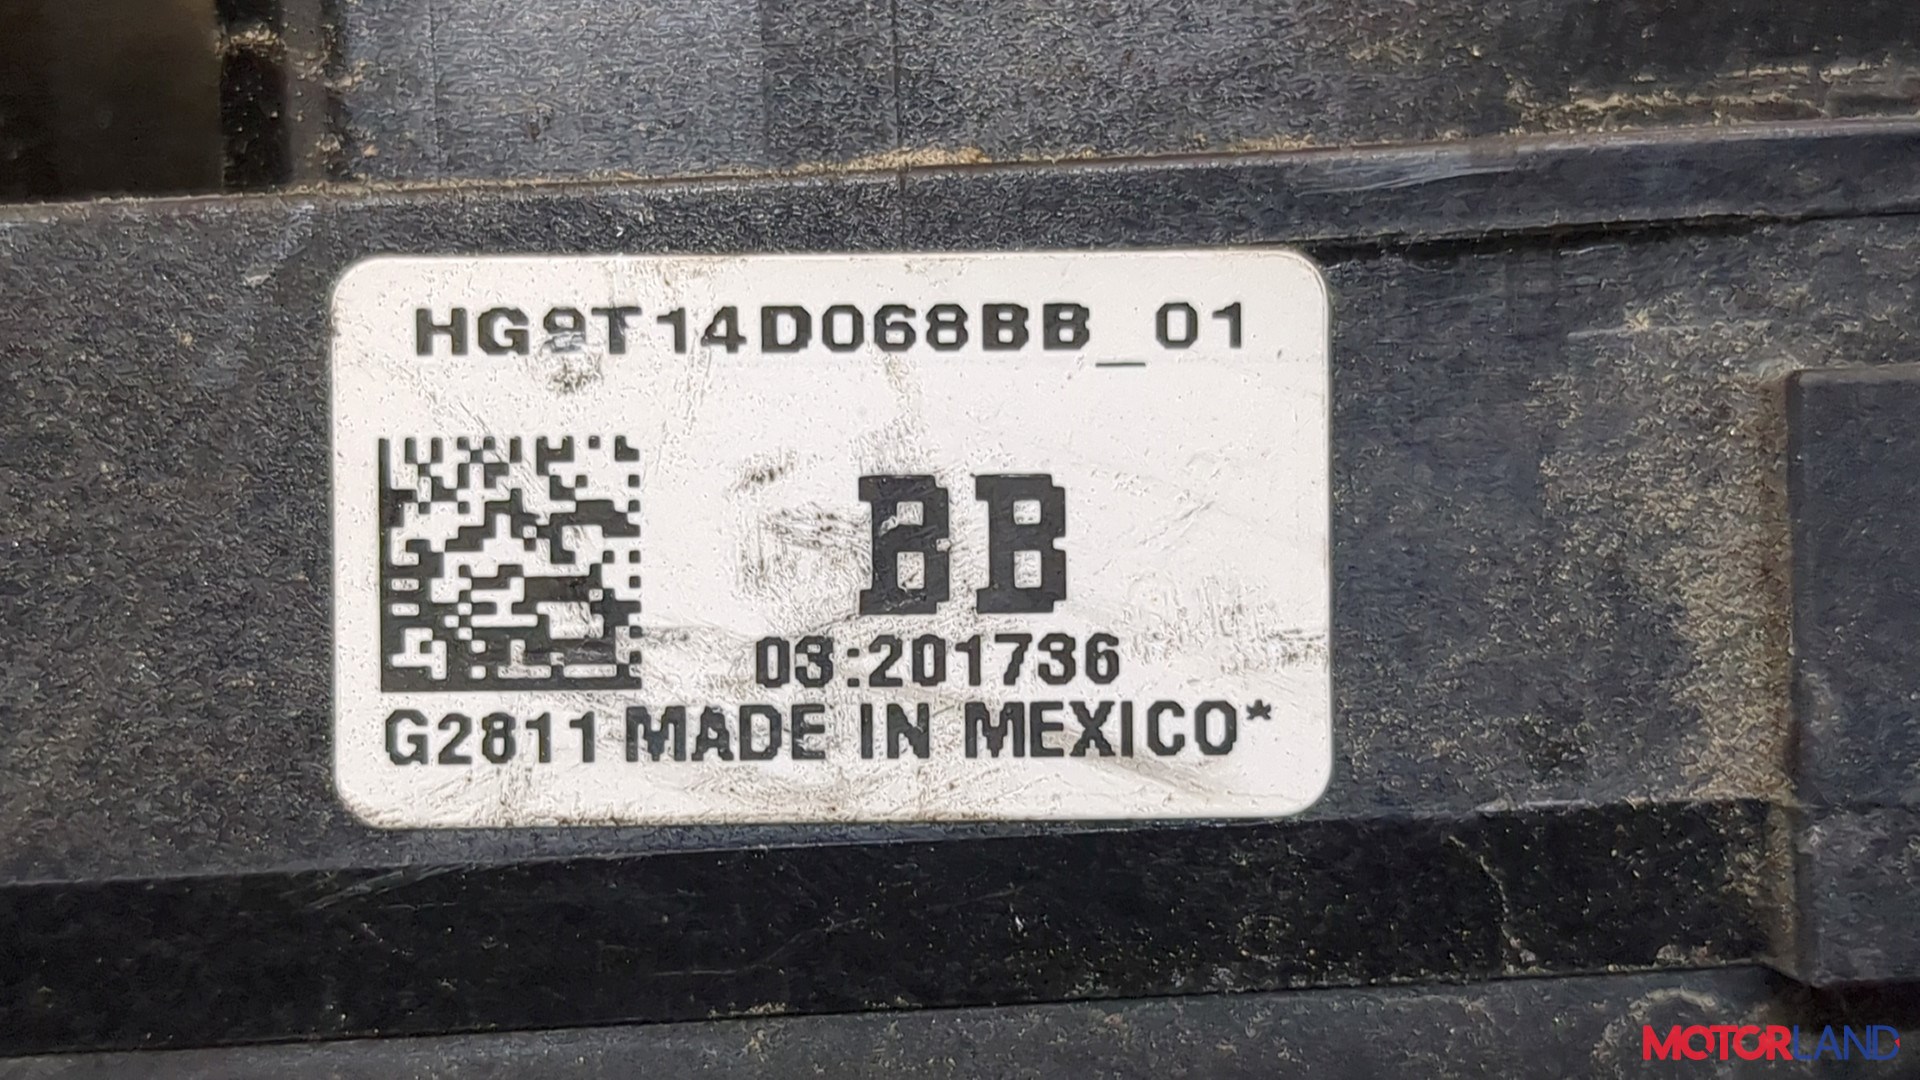 HG9T14D068BB_01
BB
03:201736
G2811 MADE IN MEXICO*
MOTORLAND